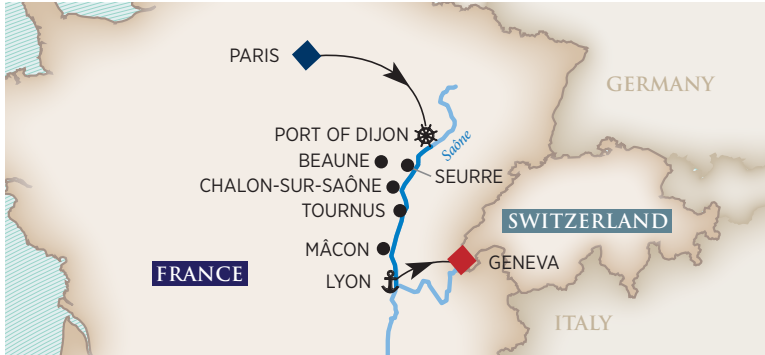 PARIS
GERMANY
PORT OF DIJON
Saône
BEAUNE
SEURRE
CHALON-SUR-SAÔNE
TOURNUS
SWITZERLAND
MÂCON
GENEVA
FRANCE
LYON
ITALY